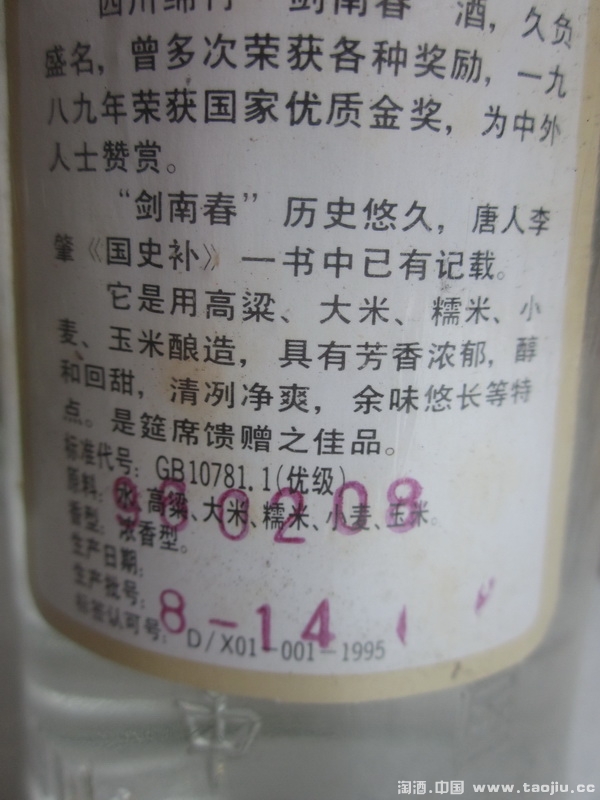 四川绵竹“剑南春”酒，久负
盛名，曾多次荣获各种奖励，一九
八九年荣获国家优质金奖，为中外
人士赞赏。
“剑南春”历史悠久，唐人李
肇《国史补》一书中已有记载。
它是用高粱、大米、糯米、小
麦、玉米酿造，具有芳香浓郁，醇
和回甜，清冽净爽，余味悠长等特
点。是筵席馈赠之佳品。
标准代号：GB10781.1(优级)
原料：水、高粱、大米、糯米、小麦、玉米。
香型：浓香型。
生产日期：
生产批号：8-14
标签认可号：D/X01-001-1995
淘酒.中国 www.taojiu.cc